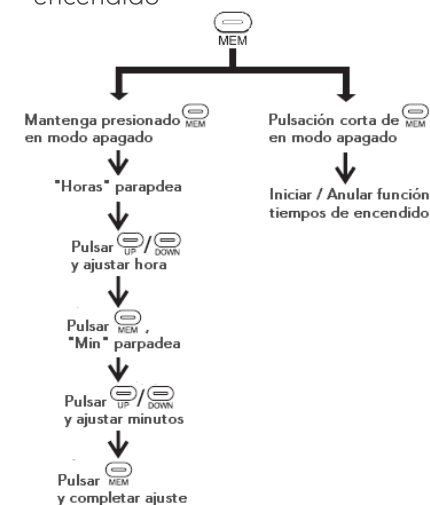 encendido
MEM
Mantenga presionado MEM
en modo apagado
"Horas" parapdea
Pulsar UP / DOWN
y ajustar hora
Pulsar MEM ,
"Min" parpadea
Pulsar UP / DOWN
y ajustar minutos
Pulsar MEM
y completar ajuste
Pulsación corta de MEM
en modo apagado
Iniciar / Anular función
tiempos de encendido